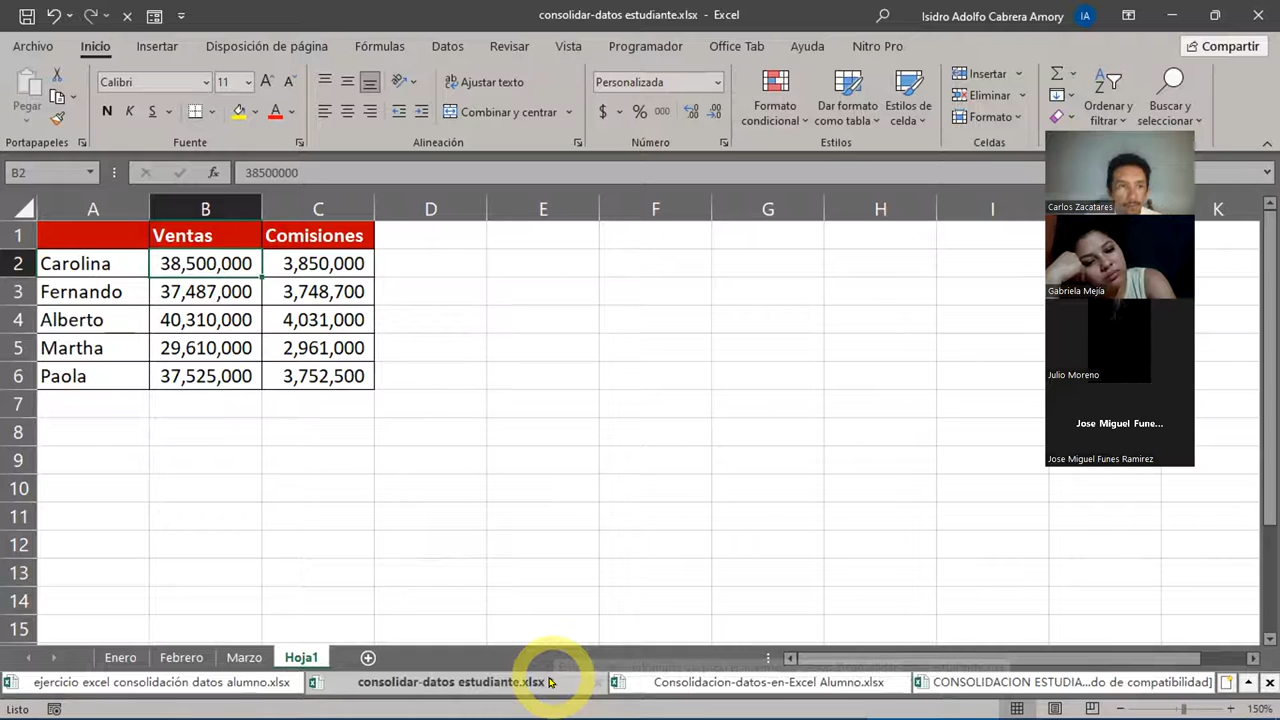 consolidar-datos estudiante.xlsx - Excel
Isidro Adolfo Cabrera Amory
IA
Archivo Inicio Insertar Disposición de página Fórmulas Datos Revisar Vista Programador Office Tab Ayuda Nitro Pro
Compartir
Pegar
Calibri 11
N K S
Ajustar texto
Combinar y centrar
Personalizada
$ % 000
Formato condicional
Dar formato como tabla
Estilos de celda
Insertar
Eliminar
Formato
Ordenar y filtrar
Buscar y seleccionar
Portapapeles Fuente Alineación Número Estilos Celdas
B2 fx 38500000
A B C D E F G H I K
1 Ventas Comisiones
2 Carolina 38,500,000 3,850,000
3 Fernando 37,487,000 3,748,700
4 Alberto 40,310,000 4,031,000
5 Martha 29,610,000 2,961,000
6 Paola 37,525,000 3,752,500
7
8
9
10
11
12
13
14
15
Carlos Zacatares
Gabriela Mejía
Julio Moreno
Jose Miguel Fune...
Jose Miguel Funes Ramirez
Enero Febrero Marzo Hoja1
ejercicio excel consolidación datos alumno.xlsx
consolidar-datos estudiante.xlsx
Consolidacion-datos-en-Excel Alumno.xlsx
CONSOLIDACION ESTUDIA...do de compatibilidad]
Listo
150%